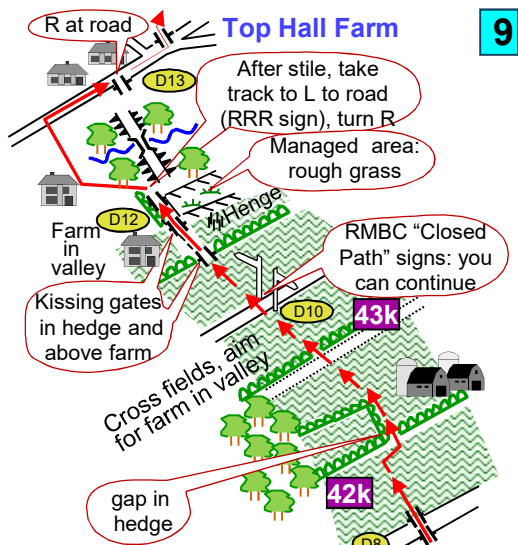 R at road
Top Hall Farm
9
D13
After stile, take
track to L to road
(RRR sign), turn R
Managed area:
rough grass
Henge
D12
Farm
in
valley
RMBC “Closed
Path” signs: you
can continue
Kissing gates
in hedge and
above farm
D10
43k
Cross fields, aim
for farm in valley
gap in
hedge
42k
D8